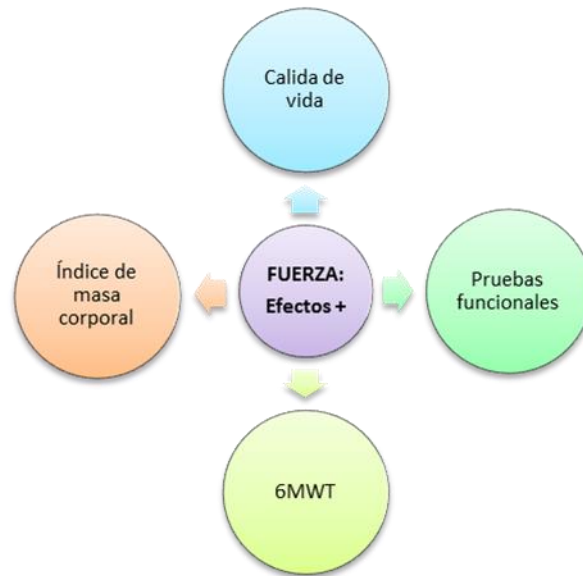 Calida de
vida
Índice de
masa
corporal
FUERZA:
Efectos +
Pruebas
funcionales
6MWT